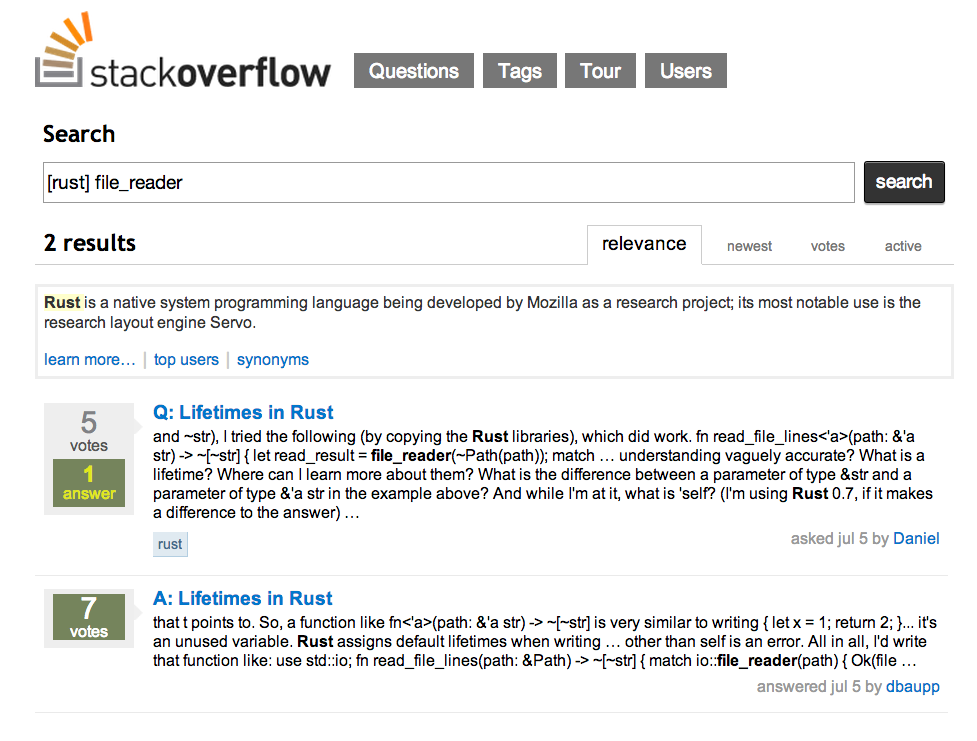 stackoverflow
Questions Tags Tour Users
Search
[rust] file_reader
search
2 results
relevance newest votes active
Rust is a native system programming language being developed by Mozilla as a research project; its most notable use is the
research layout engine Servo.
learn more… | top users | synonyms
5
votes
1
answer
Q: Lifetimes in Rust
and ~str), I tried the following (by copying the Rust libraries), which did work. fn read_file_lines<'a>(path: &'a
str) -> ~[~str] { let read_result = file_reader(~Path(path)); match … understanding vaguely accurate? What is a
lifetime? Where can I learn more about them? What is the difference between a parameter of type &str and a
parameter of type &'a str in the example above? And while I'm at it, what is 'self? (I'm using Rust 0.7, if it makes
a difference to the answer) …
rust
asked jul 5 by Daniel
7
votes
A: Lifetimes in Rust
that t points to. So, a function like fn<'a>(path: &'a str) -> ~[~str] is very similar to writing { let x = 1; return 2; }... it's
an unused variable. Rust assigns default lifetimes when writing … other than self is an error. All in all, I'd write
that function like: use std::io; fn read_file_lines(path: &Path) -> ~[~str] { match io::file_reader(path) { Ok(file …
answered jul 5 by dbaupp